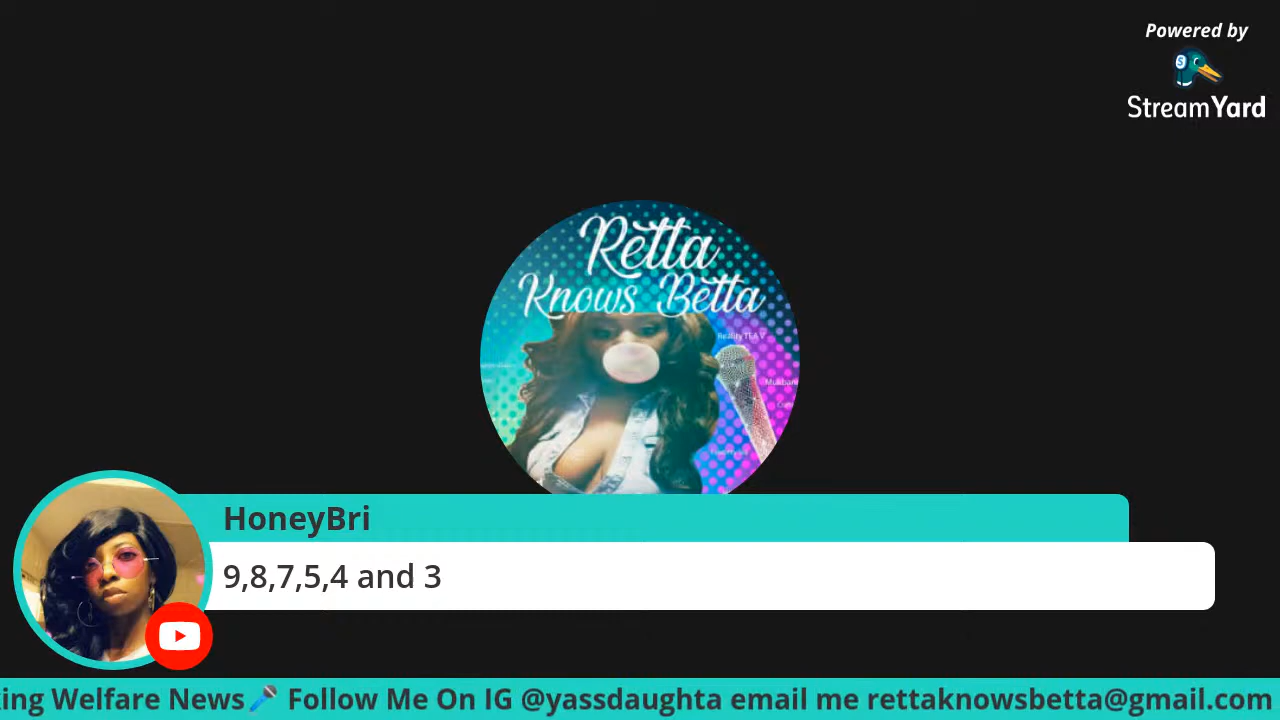 Powered by
StreamYard
Retta
Knows Betta
HoneyBri
9,8,7,5,4 and 3
ing Welfare News🎤 Follow Me On IG @yassdaughta email me rettaknowsbetta@gmail.com